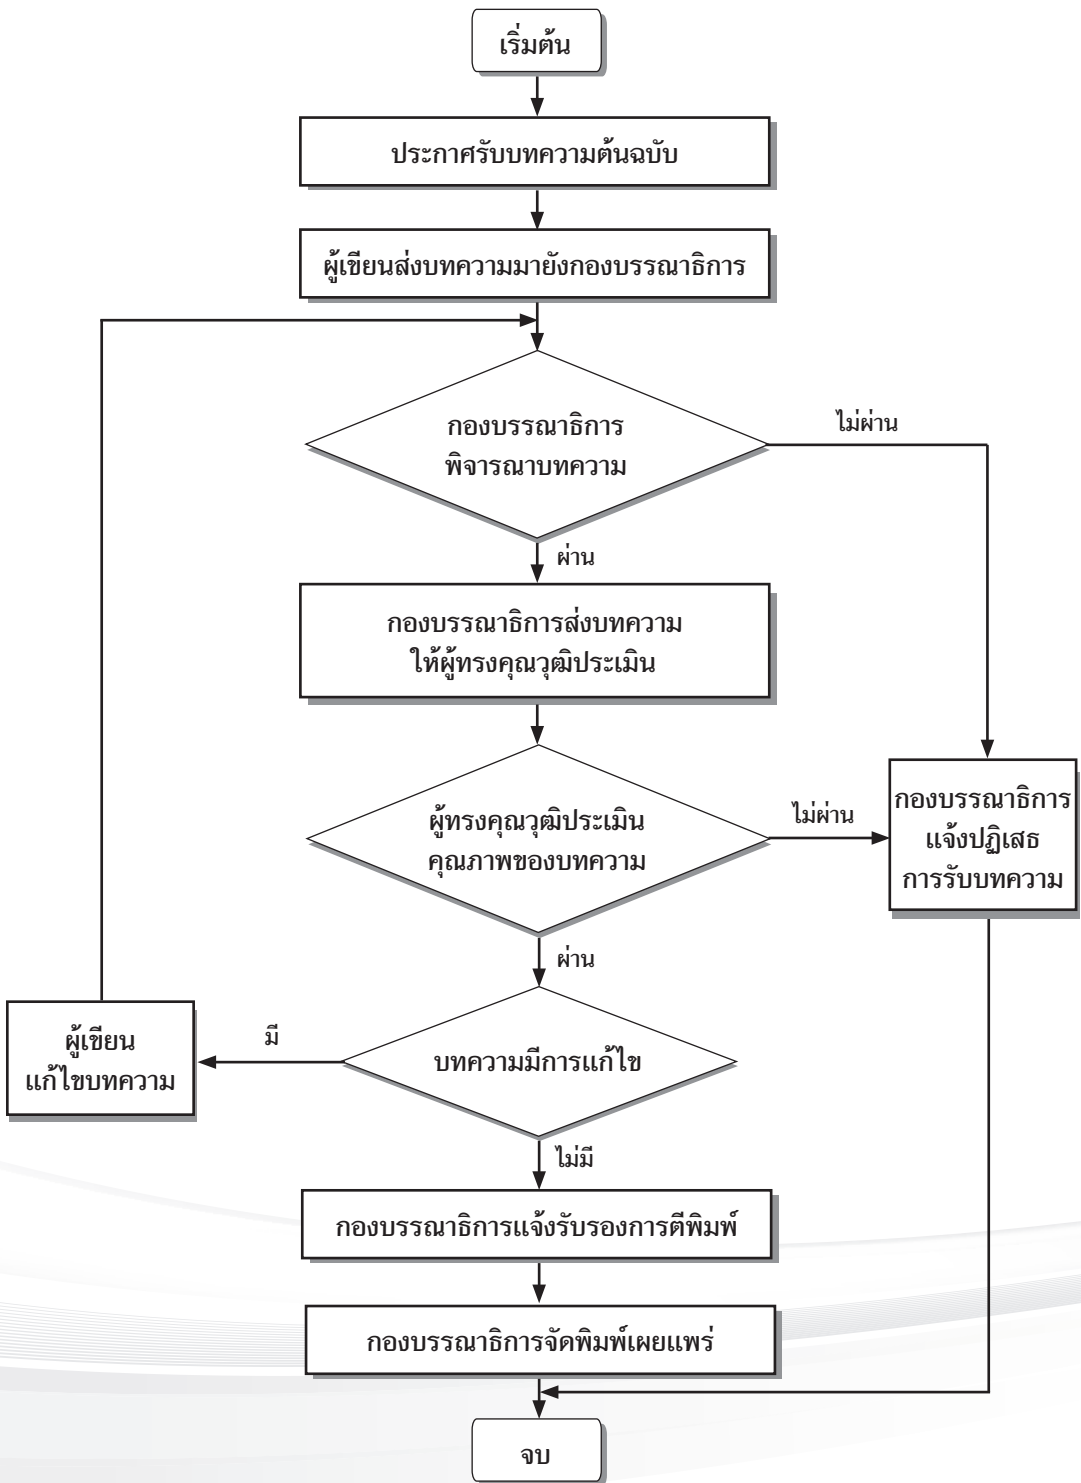 เริ่มต้น
ประกาศรับบทความต้นฉบับ
ผู้เขียนส่งบทความมายังกองบรรณาธิการ
กองบรรณาธิการ
พิจารณาบทความ
ไม่ผ่าน
ผ่าน
กองบรรณาธิการส่งบทความ
ให้ผู้ทรงคุณวุฒิประเมิน
ผู้ทรงคุณวุฒิประเมิน
คุณภาพของบทความ
ไม่ผ่าน
กองบรรณาธิการ
แจ้งปฏิเสธ
การรับบทความ
ผ่าน
บทความมีการแก้ไข
มี
ผู้เขียน
แก้ไขบทความ
ไม่มี
กองบรรณาธิการแจ้งรับรองการตีพิมพ์
กองบรรณาธิการจัดพิมพ์เผยแพร่
จบ